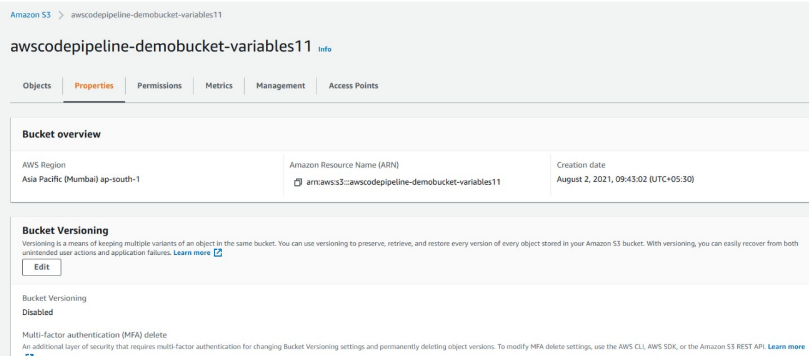 Amazon S3 > awscodepipeline-demobucket-variables11
awscodepipeline-demobucket-variables11 Info
Objects Properties Permissions Metrics Management Access Points
Bucket overview
AWS Region Amazon Resource Name (ARN) Creation date
Asia Pacific (Mumbai) ap-south-1 arn:aws:s3:::awscodepipeline-demobucket-variables11 August 2, 2021, 09:43:02 (UTC+05:30)
Bucket Versioning
Versioning is a means of keeping multiple variants of an object in the same bucket. You can use versioning to preserve, retrieve, and restore every version of every object stored in your Amazon S3 bucket. With versioning, you can easily recover from both
unintended user actions and application failures. Learn more
Edit
Bucket Versioning
Disabled
Multi-factor authentication (MFA) delete
An additional layer of security that requires multi-factor authentication for changing Bucket Versioning settings and permanently deleting object versions. To modify MFA delete settings, use the AWS CLI, AWS SDK, or the Amazon S3 REST API. Learn more